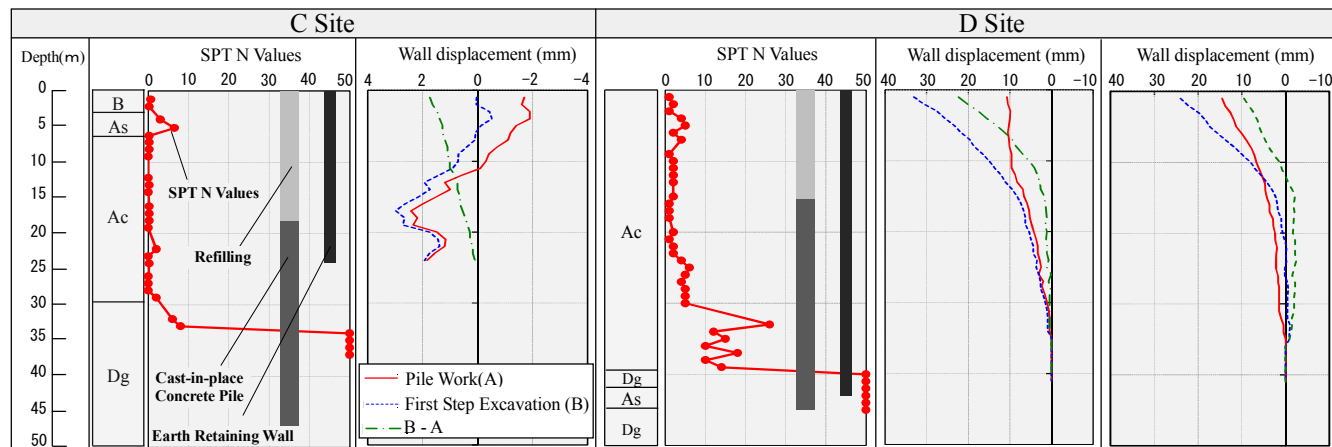 C Site
D Site
Depth(m)
SPT N Values
Wall displacement (mm)
SPT N Values
Wall displacement (mm)
Wall displacement (mm)
0 10 20 30 40 50
4 2 0 -2 -4
0 10 20 30 40 50
40 30 20 10 0 -10
40 30 20 10 0 -10
0
5
10
15
20
25
30
35
40
45
50
B
As
Ac
Dg
SPT N Values
Refilling
Cast-in-place
Concrete Pile
Earth Retaining Wall
Pile Work(A)
First Step Excavation (B)
B - A
Ac
Dg
As
Dg